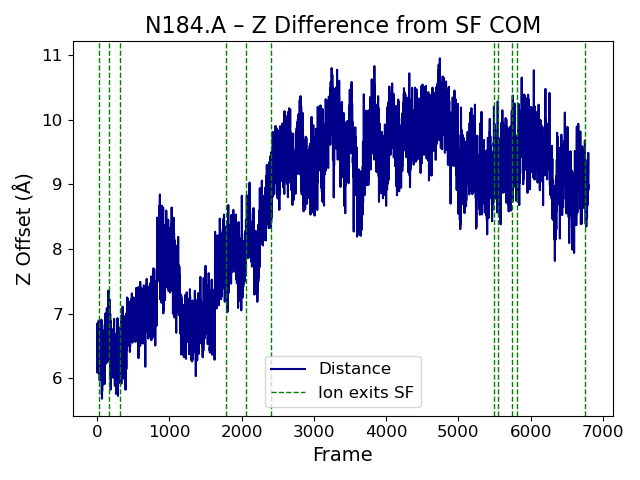 N184.A – Z Difference from SF COM
Z Offset (Å)
11
10
9
8
7
6
Distance
Ion exits SF
0 1000 2000 3000 4000 5000 6000 7000
Frame